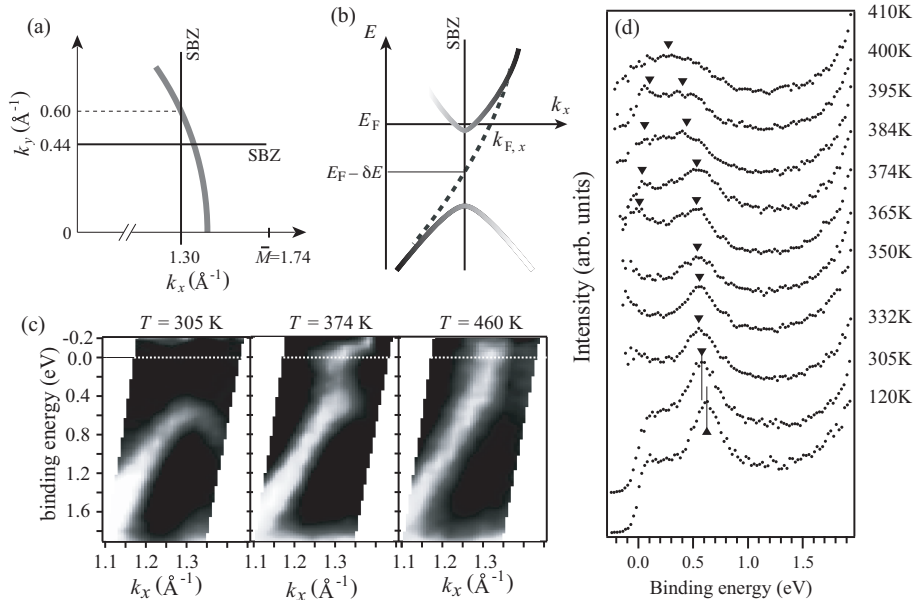 (a)
SBZ
k_y (Å⁻¹)
0.60
0.44
SBZ
0
1.30
M̄=1.74
k_x (Å⁻¹)
(b)
E
SBZ
k_x
E_F
k_F, x
E_F – δE
(c)
T = 305 K
T = 374 K
T = 460 K
binding energy (eV)
-0.2
0.0
0.4
0.8
1.2
1.6
1.1 1.2 1.3
1.1 1.2 1.3
1.1 1.2 1.3
k_x (Å⁻¹)
k_x (Å⁻¹)
k_x (Å⁻¹)
(d)
Intensity (arb. units)
410K
400K
395K
384K
374K
365K
350K
332K
305K
120K
0.0 0.5 1.0 1.5
Binding energy (eV)